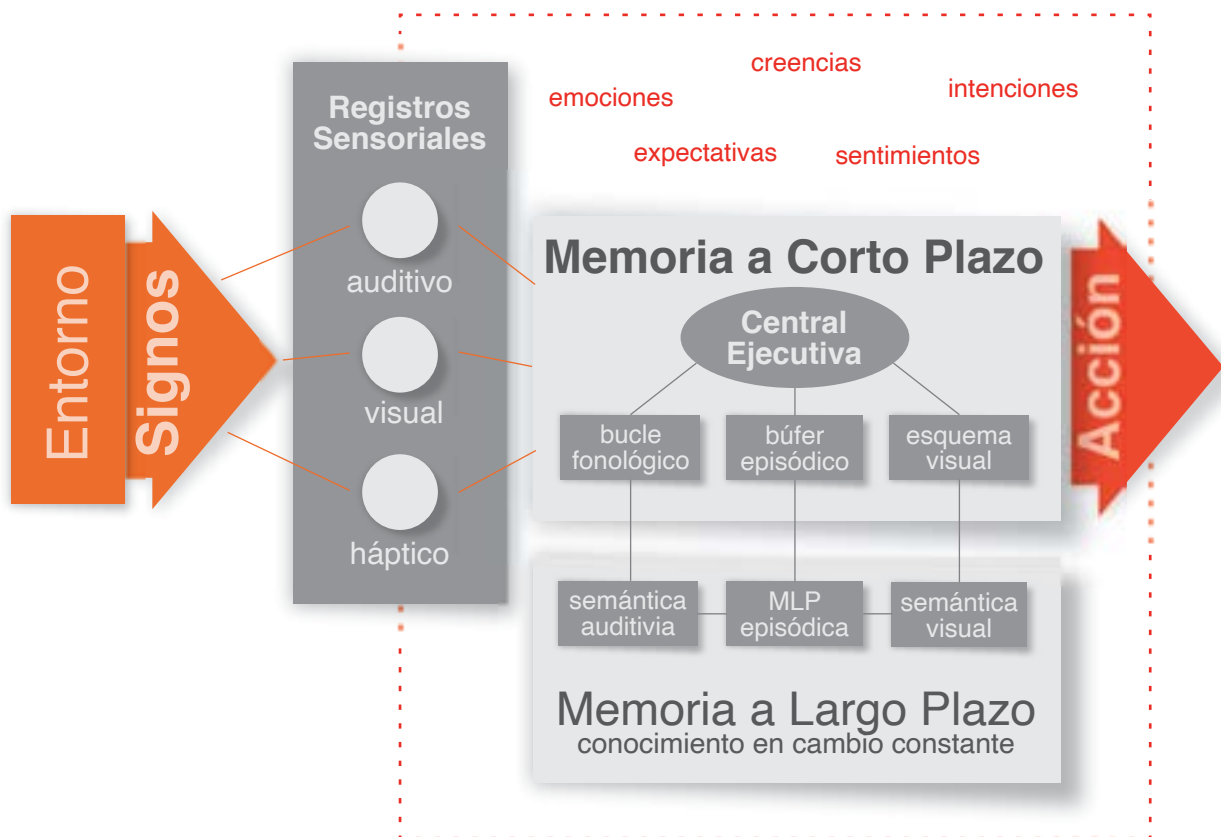 creencias
emociones
intenciones
expectativas
sentimientos
Entorno
Signos
Registros
Sensoriales
auditivo
visual
háptico
Memoria a Corto Plazo
Central
Ejecutiva
bucle
fonológico
búfer
episódico
esquema
visual
semántica
auditivia
MLP
episódica
semántica
visual
Memoria a Largo Plazo
conocimiento en cambio constante
Acción